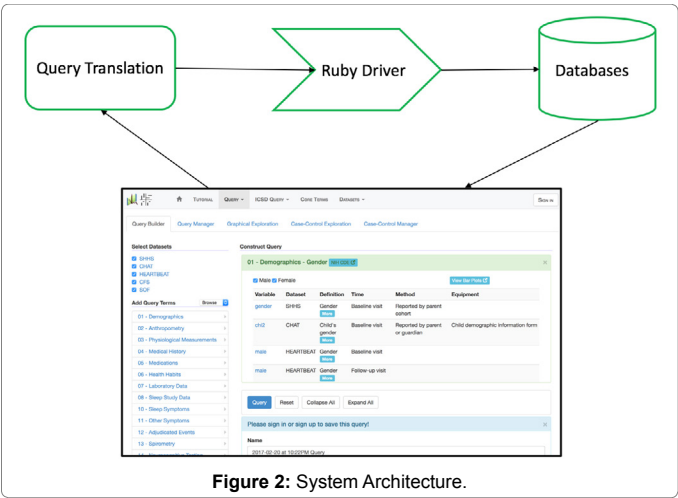 Query Translation
Ruby Driver
Databases
TUTORIAL QUERY ICSD QUERY CORE TERMS DATASETS SIGN IN
Query Builder Query Manager Graphical Exploration Case-Control Exploration Case-Control Manager
Select Datasets
SHHS
CHAT
HEARTBEAT
CFS
SOF
Add Query Terms Browse
01 - Demographics
02 - Anthropometry
03 - Physiological Measurements
04 - Medical History
05 - Medications
06 - Health Habits
07 - Laboratory Data
08 - Sleep Study Data
10 - Sleep Symptoms
11 - Other Symptoms
12 - Adjudicated Events
13 - Spirometry
Construct Query
01 - Demographics - Gender
Male Female View Bar Plots
Variable Dataset Definition Time Method Equipment
gender SHHS Gender Baseline visit Reported by parent
More cohort
chi2 CHAT Child's Baseline visit Reported by parent Child demographic information form
gender or guardian
More
male HEARTBEAT Gender Baseline visit
More
male HEARTBEAT Gender Follow-up visit
More
Query Reset Collapse All Expand All
Please sign in or sign up to save this query!
Name
2017-02-20 at 10:22PM Query
Figure 2: System Architecture.